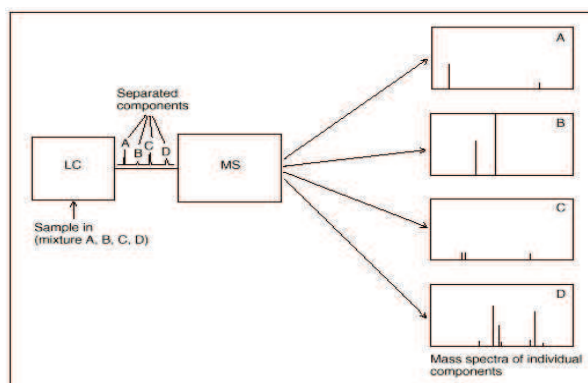 Separated
components
A
B
C
D
LC
MS
Sample in
(mixture A, B, C, D)
A
B
C
D
Mass spectra of individual
components